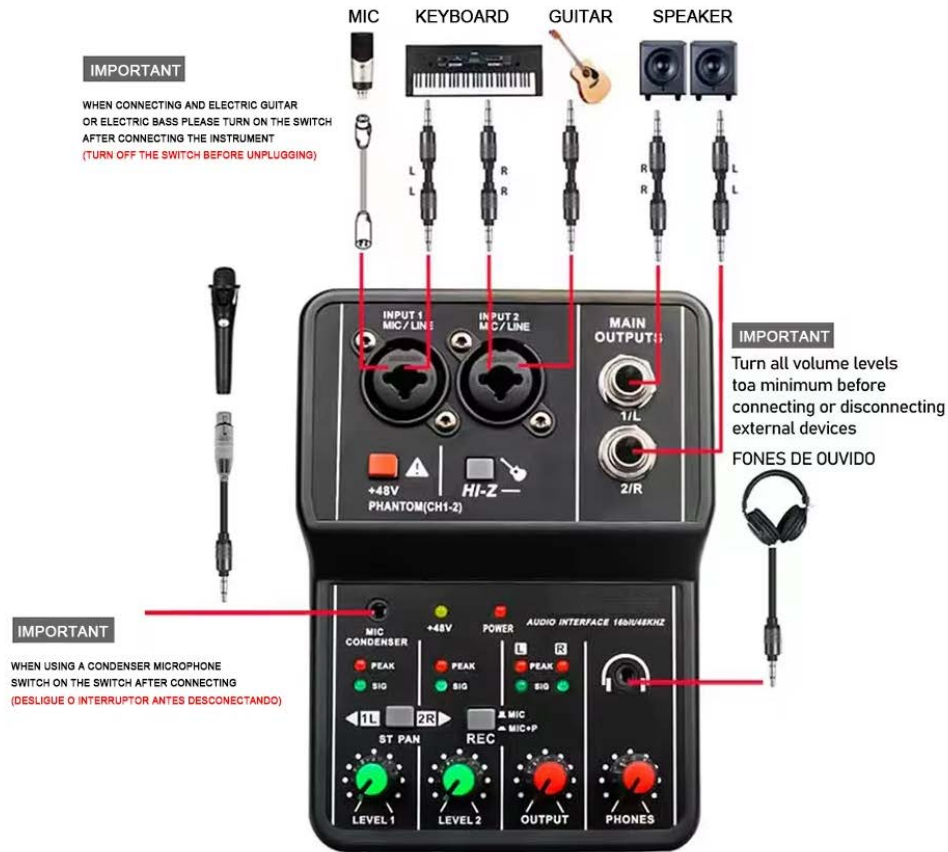 MIC KEYBOARD GUITAR SPEAKER
IMPORTANT
WHEN CONNECTING AND ELECTRIC GUITAR
OR ELECTRIC BASS PLEASE TURN ON THE SWITCH
AFTER CONNECTING THE INSTRUMENT
(TURN OFF THE SWITCH BEFORE UNPLUGGING)
L R R L
L R R L
INPUT 1
MIC / LINE
INPUT 2
MIC / LINE
MAIN
OUTPUTS
1/L
2/R
+48V
HI-Z
PHANTOM(CH1-2)
IMPORTANT
Turn all volume levels
toa minimum before
connecting or disconnecting
external devices
FONES DE OUVIDO
IMPORTANT
WHEN USING A CONDENSER MICROPHONE
SWITCH ON THE SWITCH AFTER CONNECTING
(DESLIGUE O INTERRUPTOR ANTES DESCONECTANDO)
MIC
CONDENSER
+48V
POWER
AUDIO INTERFACE 16bit/48KHZ
L R
PEAK
PEAK
PEAK
SIG
SIG
SIG
1L 2R
ST PAN
REC
MIC
MIC+P
LEVEL 1
LEVEL 2
OUTPUT
PHONES